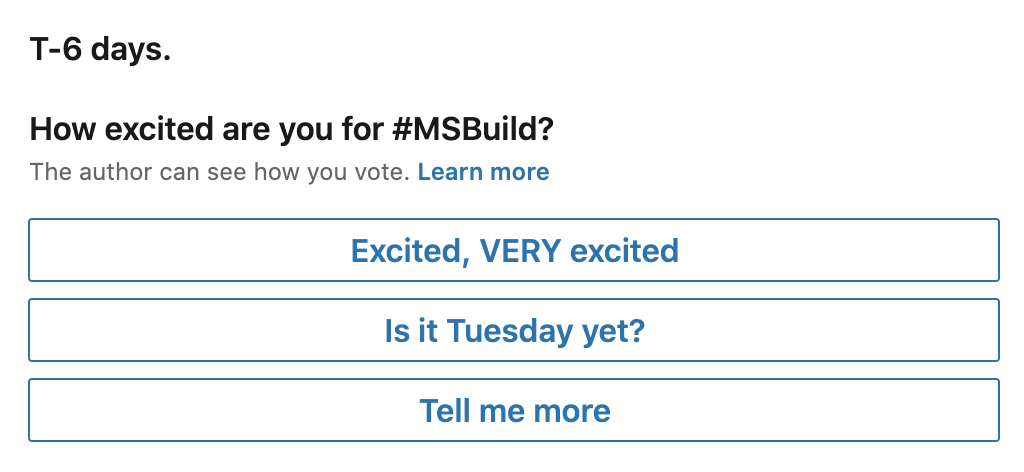 T-6 days.
How excited are you for #MSBuild?
The author can see how you vote. Learn more
Excited, VERY excited
Is it Tuesday yet?
Tell me more